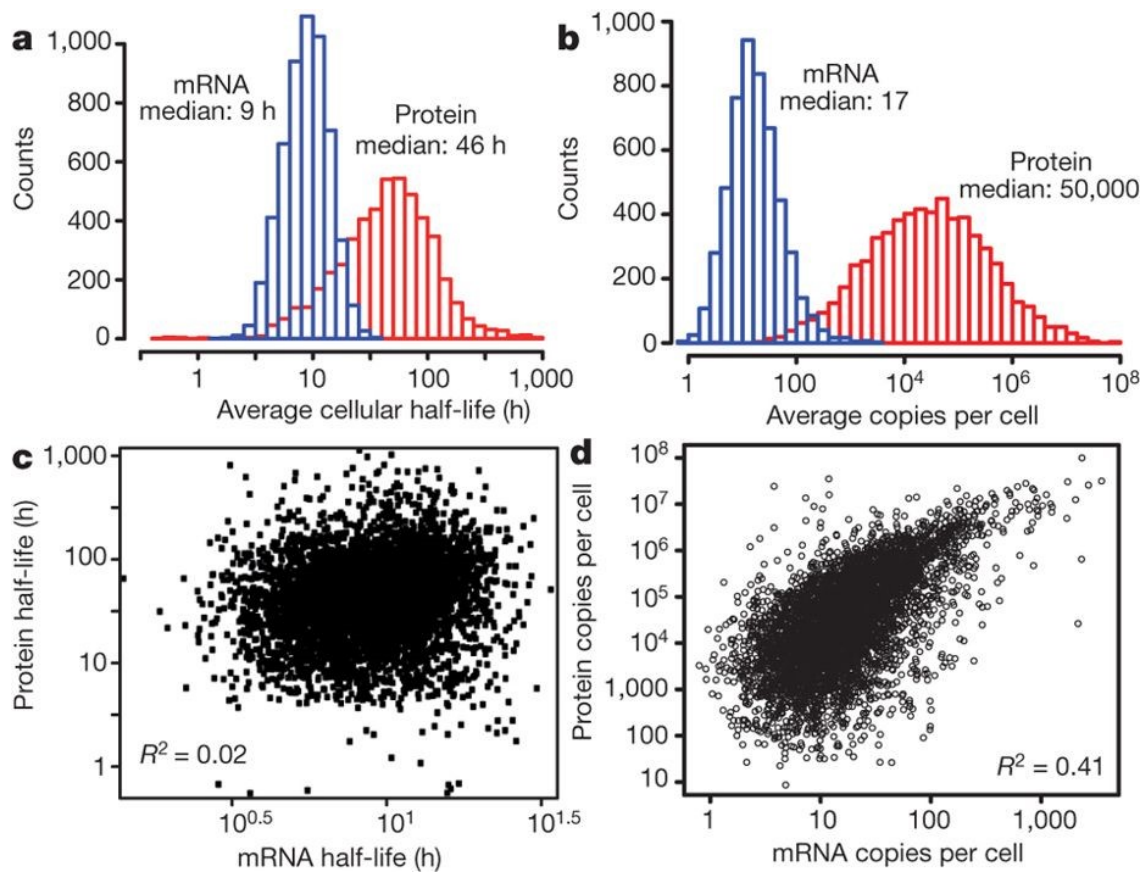 a
1,000
800
600
400
200
0
Counts
mRNA
median: 9 h
Protein
median: 46 h
1
10
100
1,000
Average cellular half-life (h)
b
1,000
800
600
400
200
0
Counts
mRNA
median: 17
Protein
median: 50,000
1
100
10⁴
10⁶
10⁸
Average copies per cell
c
1,000
100
10
1
Protein half-life (h)
R² = 0.02
10⁰·⁵
10¹
10¹·⁵
mRNA half-life (h)
d
10⁸
10⁷
10⁶
10⁵
10⁴
1,000
100
10
Protein copies per cell
R² = 0.41
1
10
100
1,000
mRNA copies per cell